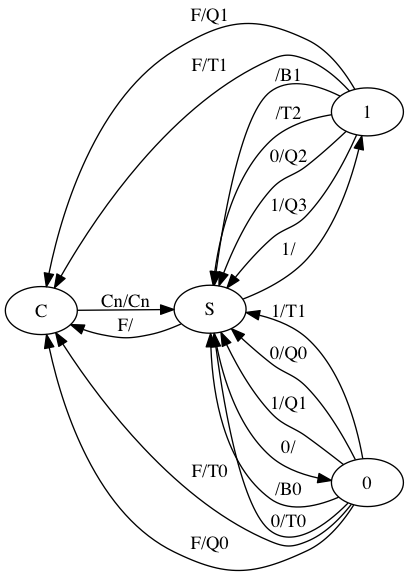 F/Q1
F/T1
/B1
1
/T2
0/Q2
1/Q3
1/
Cn/Cn
C
S
1/T1
F/
0/Q0
1/Q1
0/
F/T0
0
/B0
0/T0
F/Q0